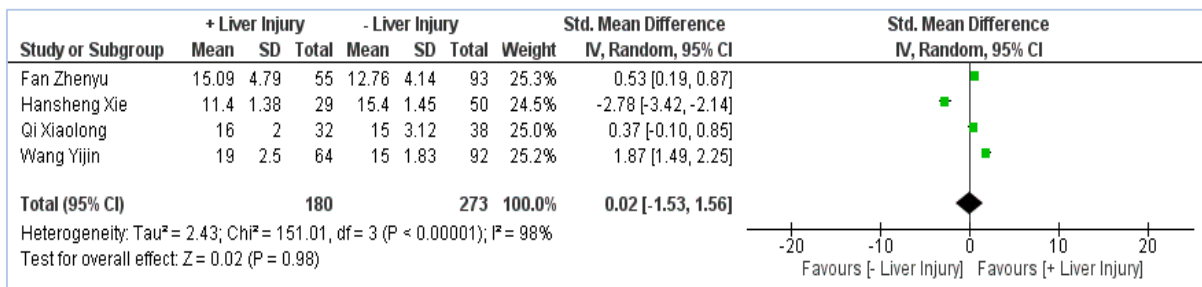 + Liver Injury - Liver Injury Std. Mean Difference Std. Mean Difference
Study or Subgroup Mean SD Total Mean SD Total Weight IV, Random, 95% CI IV, Random, 95% CI
Fan Zhenyu 15.09 4.79 55 12.76 4.14 93 25.3% 0.53 [0.19, 0.87]
Hansheng Xie 11.4 1.38 29 15.4 1.45 50 24.5% -2.78 [-3.42, -2.14]
Qi Xiaolong 16 2 32 15 3.12 38 25.0% 0.37 [-0.10, 0.85]
Wang Yijin 19 2.5 64 15 1.83 92 25.2% 1.87 [1.49, 2.25]
Total (95% CI) 180 273 100.0% 0.02 [-1.53, 1.56]
Heterogeneity: Tau² = 2.43; Chi² = 151.01, df = 3 (P < 0.00001); I² = 98%
Test for overall effect: Z = 0.02 (P = 0.98)
-20 -10 0 10 20
Favours [- Liver Injury] Favours [+ Liver Injury]